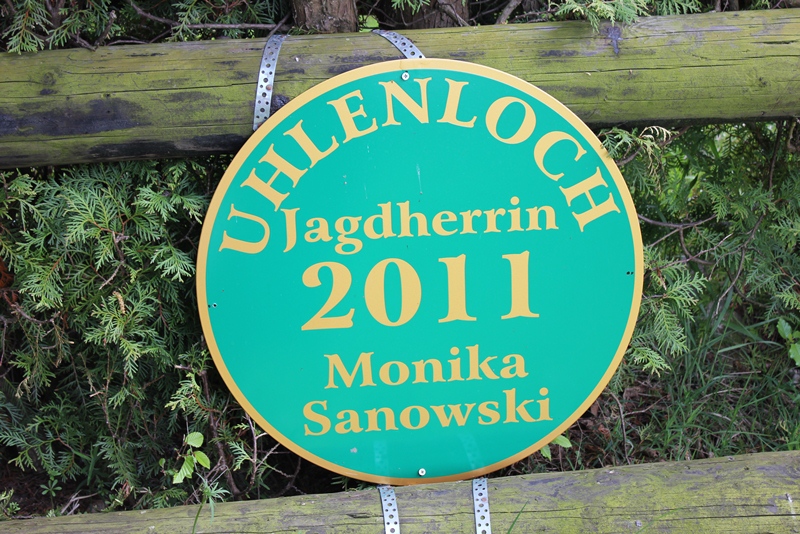 UHLENLOCH
Jagdherrin
2011
Monika
Sanowski